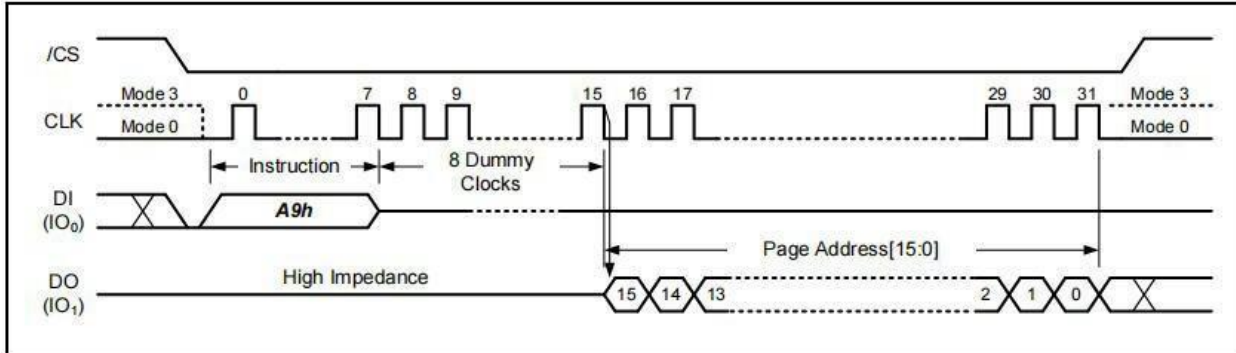 /CS
Mode 3 0 7 8 9 15 16 17 29 30 31 Mode 3
CLK
Mode 0 Mode 0
Instruction 8 Dummy
Clocks
DI
(IO0)
A9h
Page Address[15:0]
High Impedance
DO
(IO1)
15 14 13 2 1 0